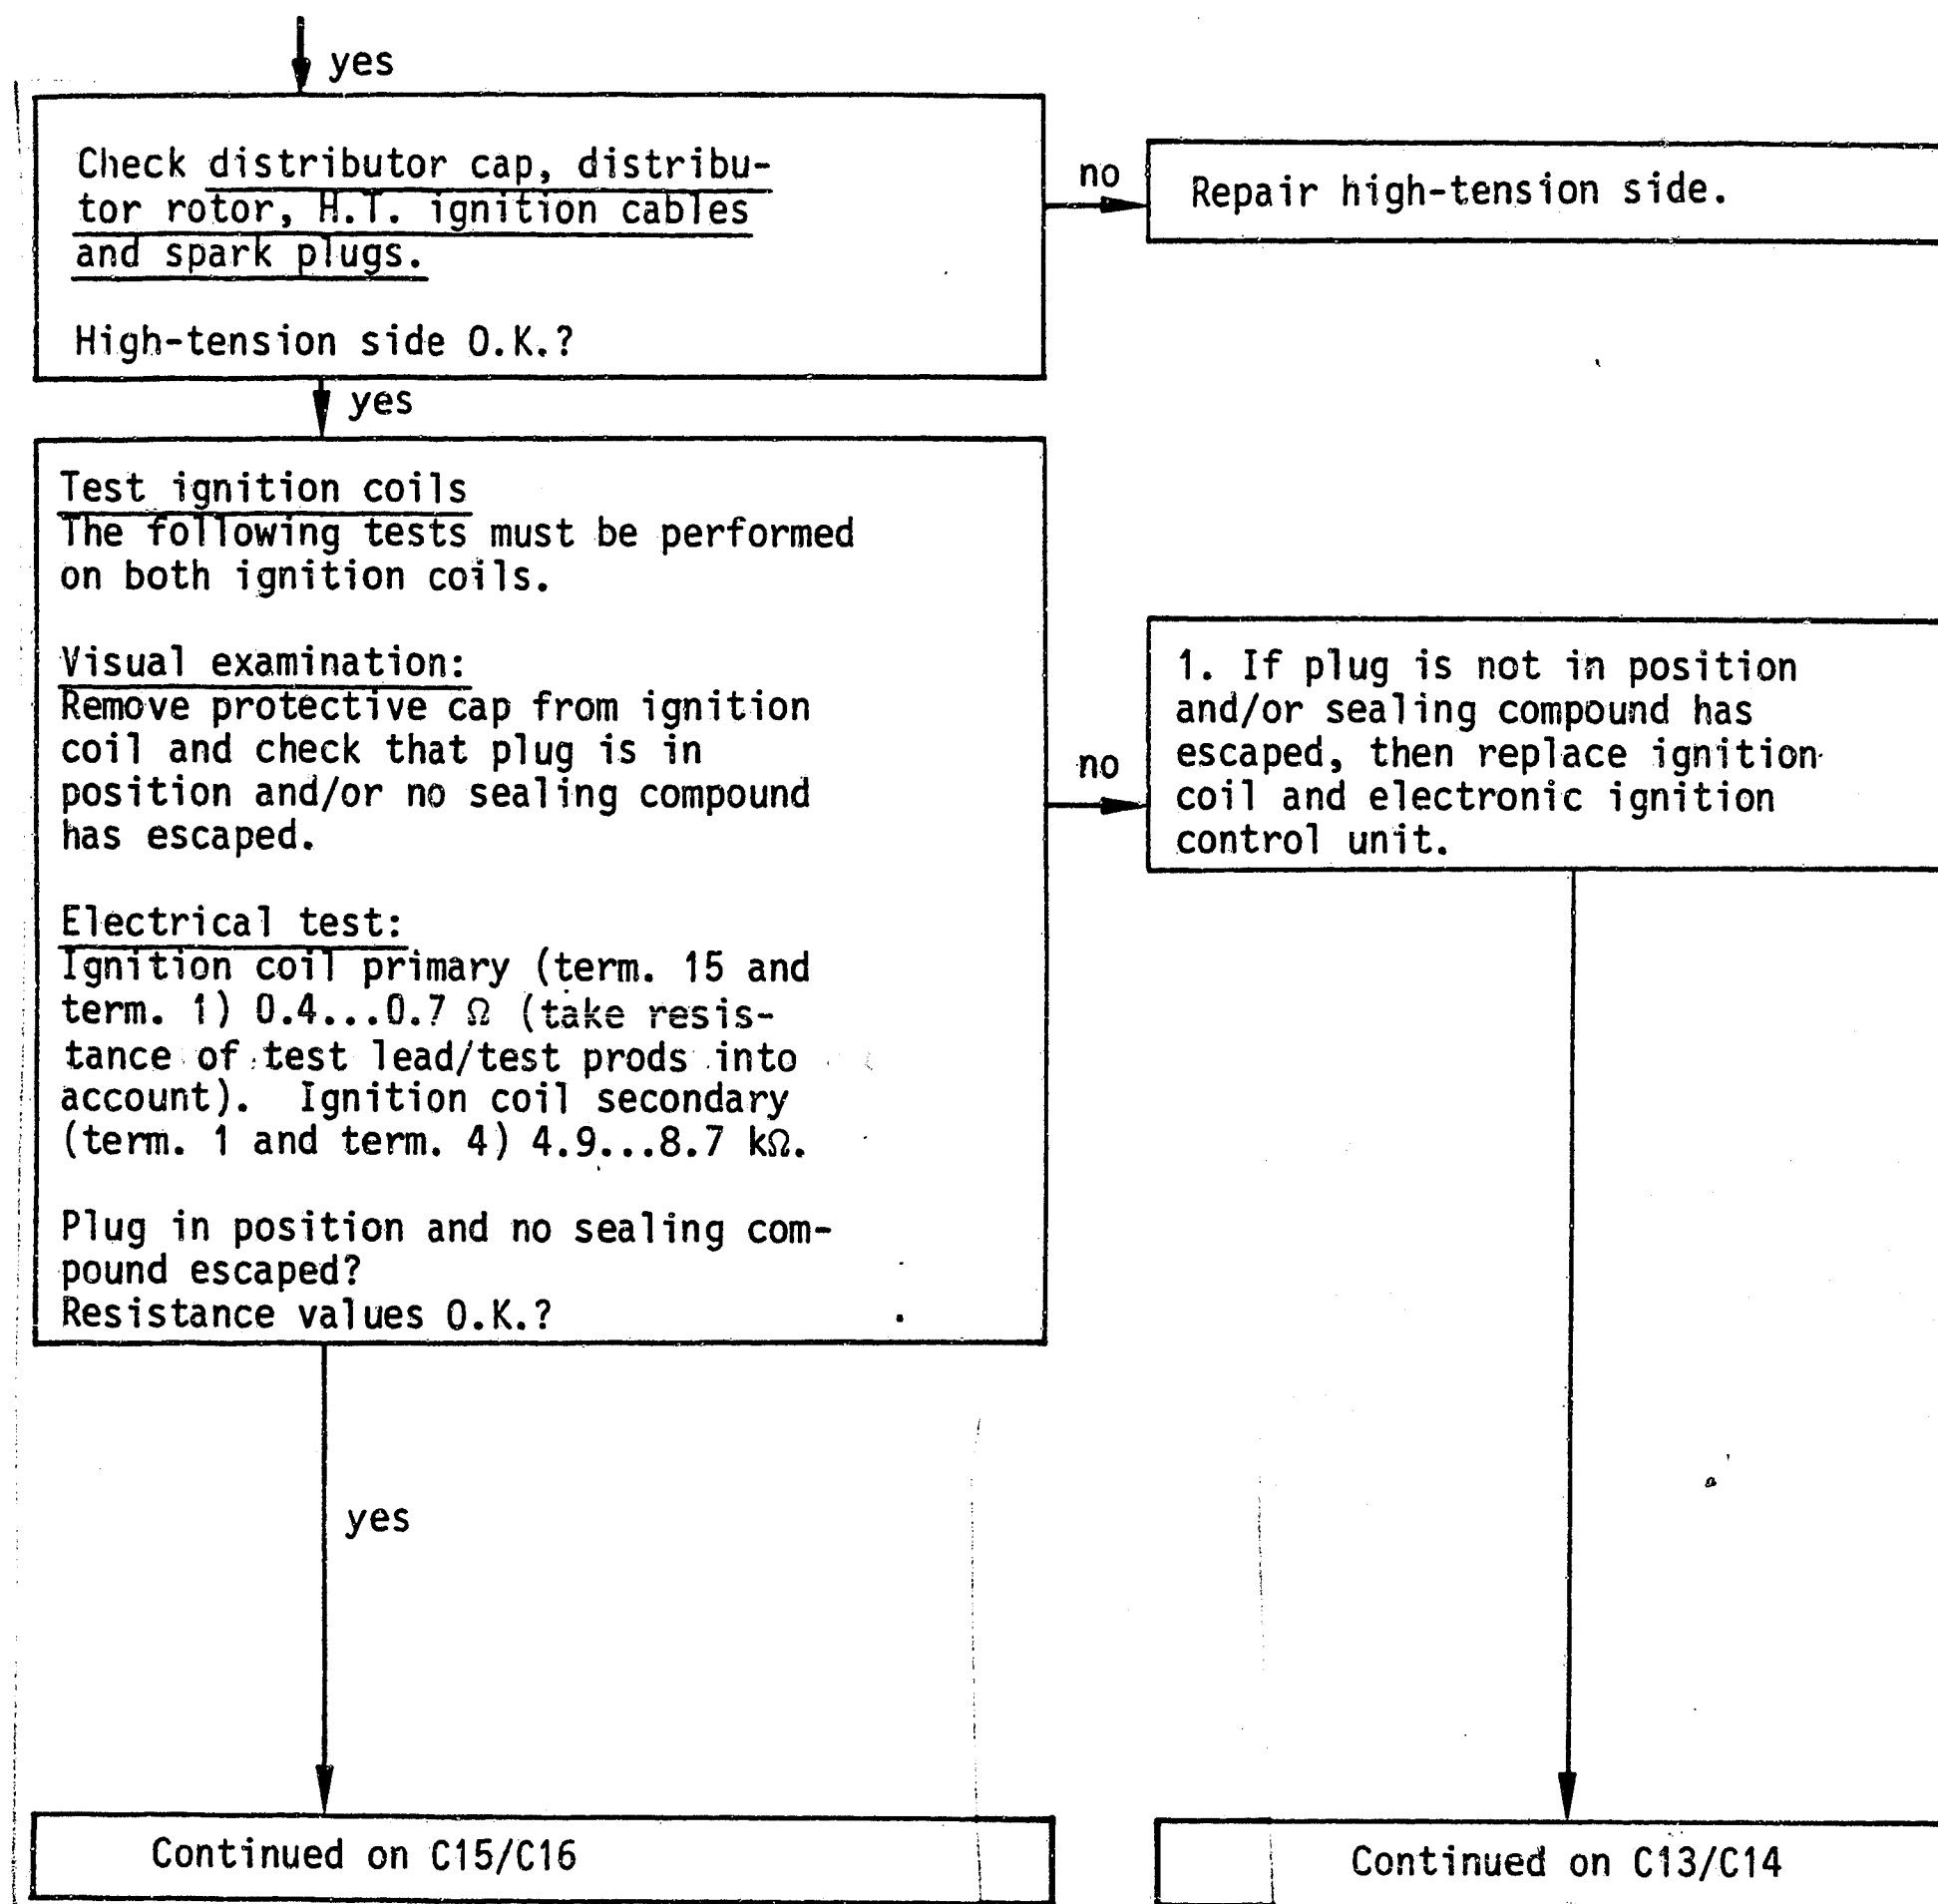 yes
Check distributor cap, distribu-
tor rotor, H.T. ignition cables
and spark plugs.
High-tension side O.K.?
no
Repair high-tension side.
yes
Test ignition coils
The following tests must be performed
on both ignition coils.
Visual examination:
Remove protective cap from ignition
coil and check that plug is in
position and/or no sealing compound
has escaped.
Electrical test:
Ignition coil primary (term. 15 and
term. 1) 0.4...0.7 Ω (take resis-
tance of test lead/test prods into
account).  Ignition coil secondary
(term. 1 and term. 4) 4.9...8.7 kΩ.
Plug in position and no sealing com-
pound escaped?
Resistance values O.K.?
no
1. If plug is not in position
and/or sealing compound has
escaped, then replace ignition
coil and electronic ignition
control unit.
yes
Continued on C15/C16
Continued on C13/C14